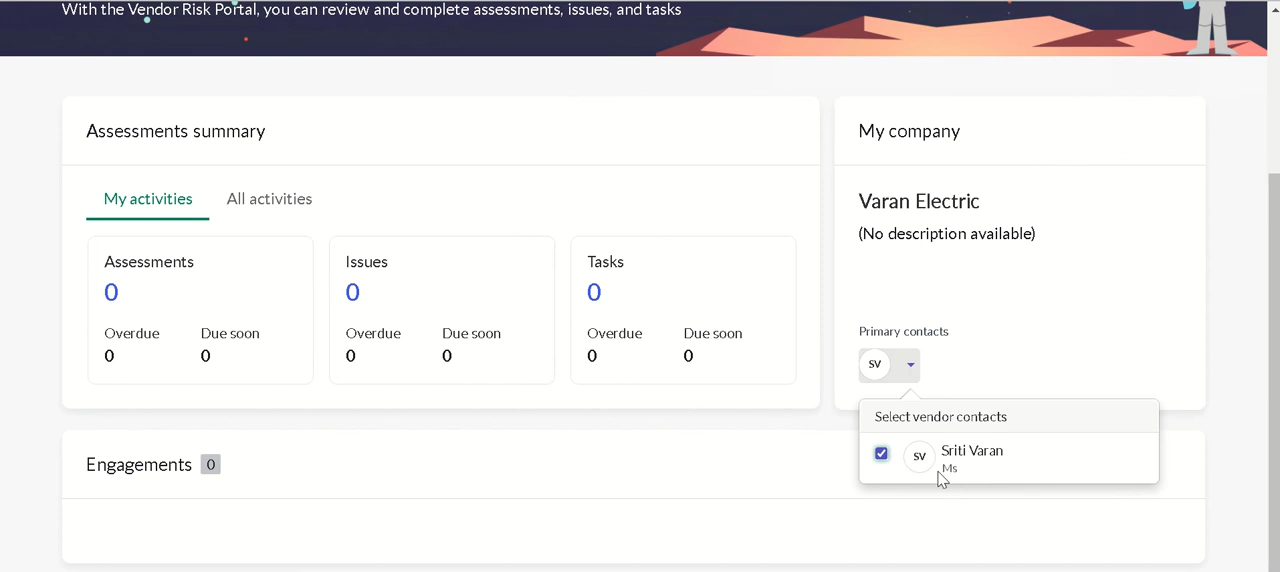 With the Vendor Risk Portal, you can review and complete assessments, issues, and tasks
Assessments summary
My activities All activities
Assessments
0
Overdue Due soon
0 0
Issues
0
Overdue Due soon
0 0
Tasks
0
Overdue Due soon
0 0
My company
Varan Electric
(No description available)
Primary contacts
SV
Select vendor contacts
SV Sriti Varan
Ms
Engagements 0